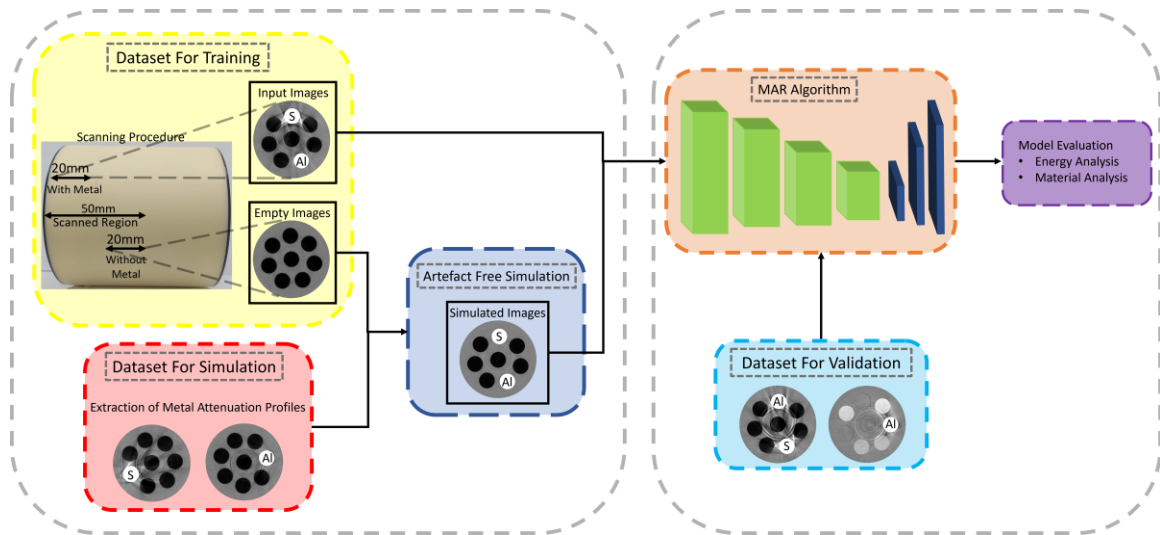 Dataset For Training
Input Images
S
Al
Scanning Procedure
20mm
With Metal
50mm
Scanned Region
20mm
Without
Metal
Empty Images
Artefact Free Simulation
Simulated Images
S
Al
Dataset For Simulation
Extraction of Metal Attenuation Profiles
S
Al
MAR Algorithm
Model Evaluation
• Energy Analysis
• Material Analysis
Dataset For Validation
Al
S
Al